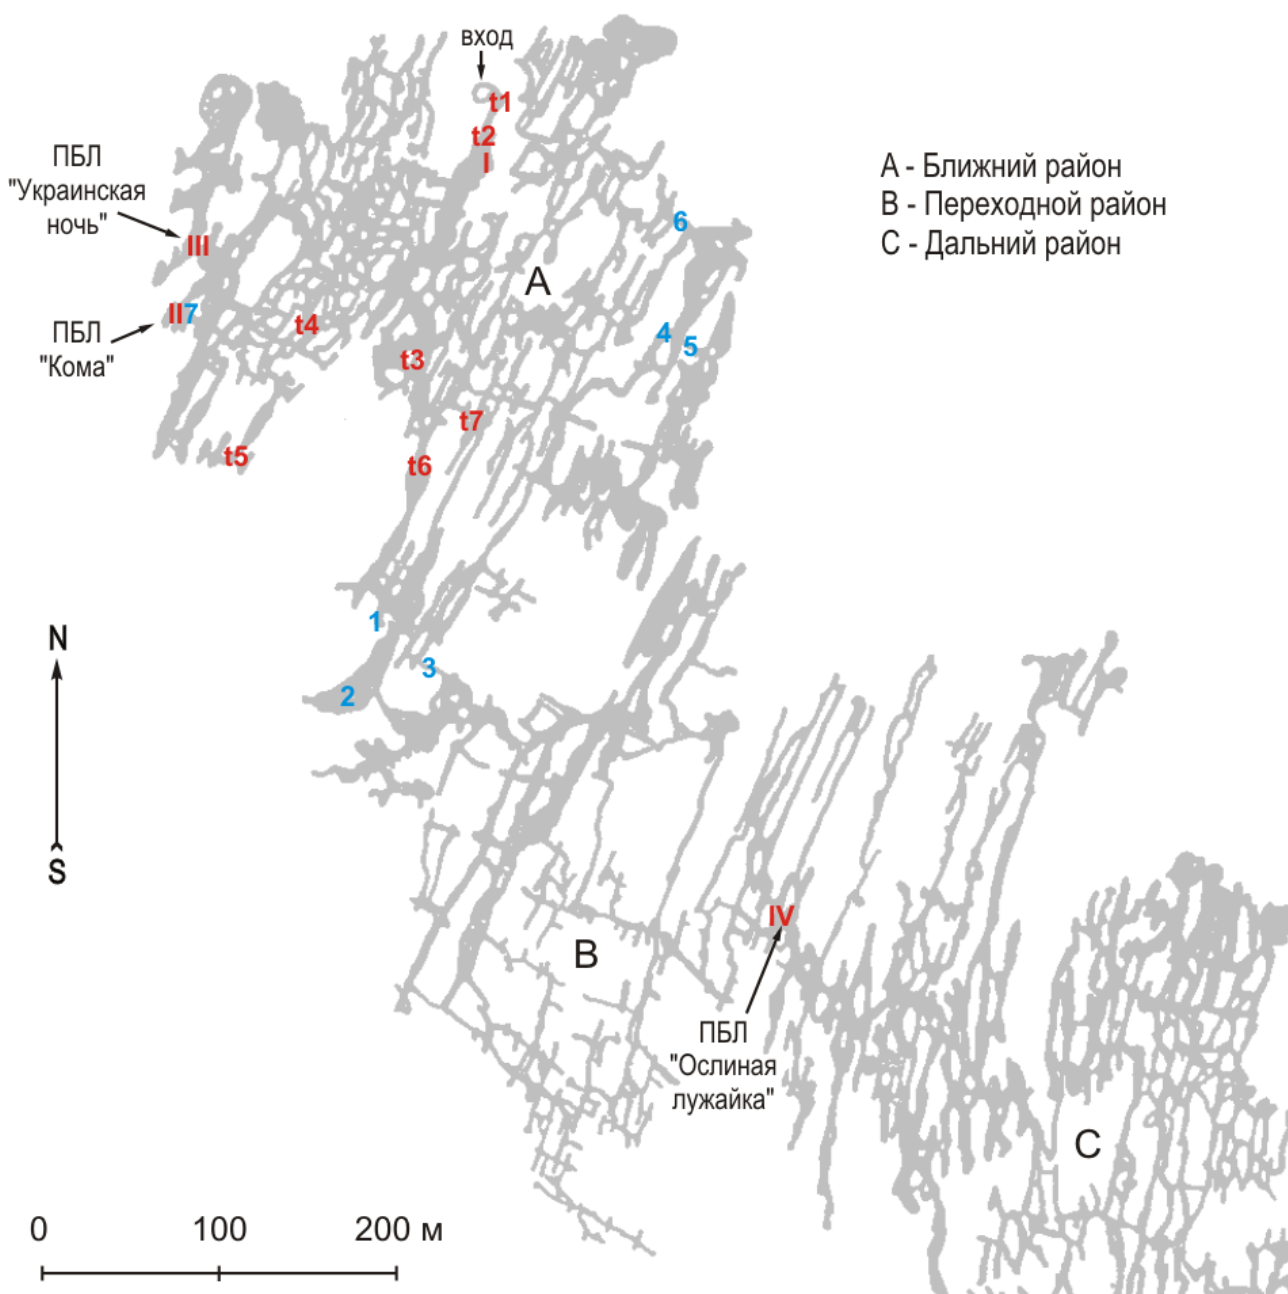 вход
t1
t2
I
ПБЛ
"Украинская
ночь"
III
А - Ближний район
В - Переходной район
С - Дальний район
6
A
II7
ПБЛ
"Кома"
t4
t3
4
5
t7
t5
t6
1
3
2
N
S
IV
B
ПБЛ
"Ослиная
лужайка"
C
0 100 200 м